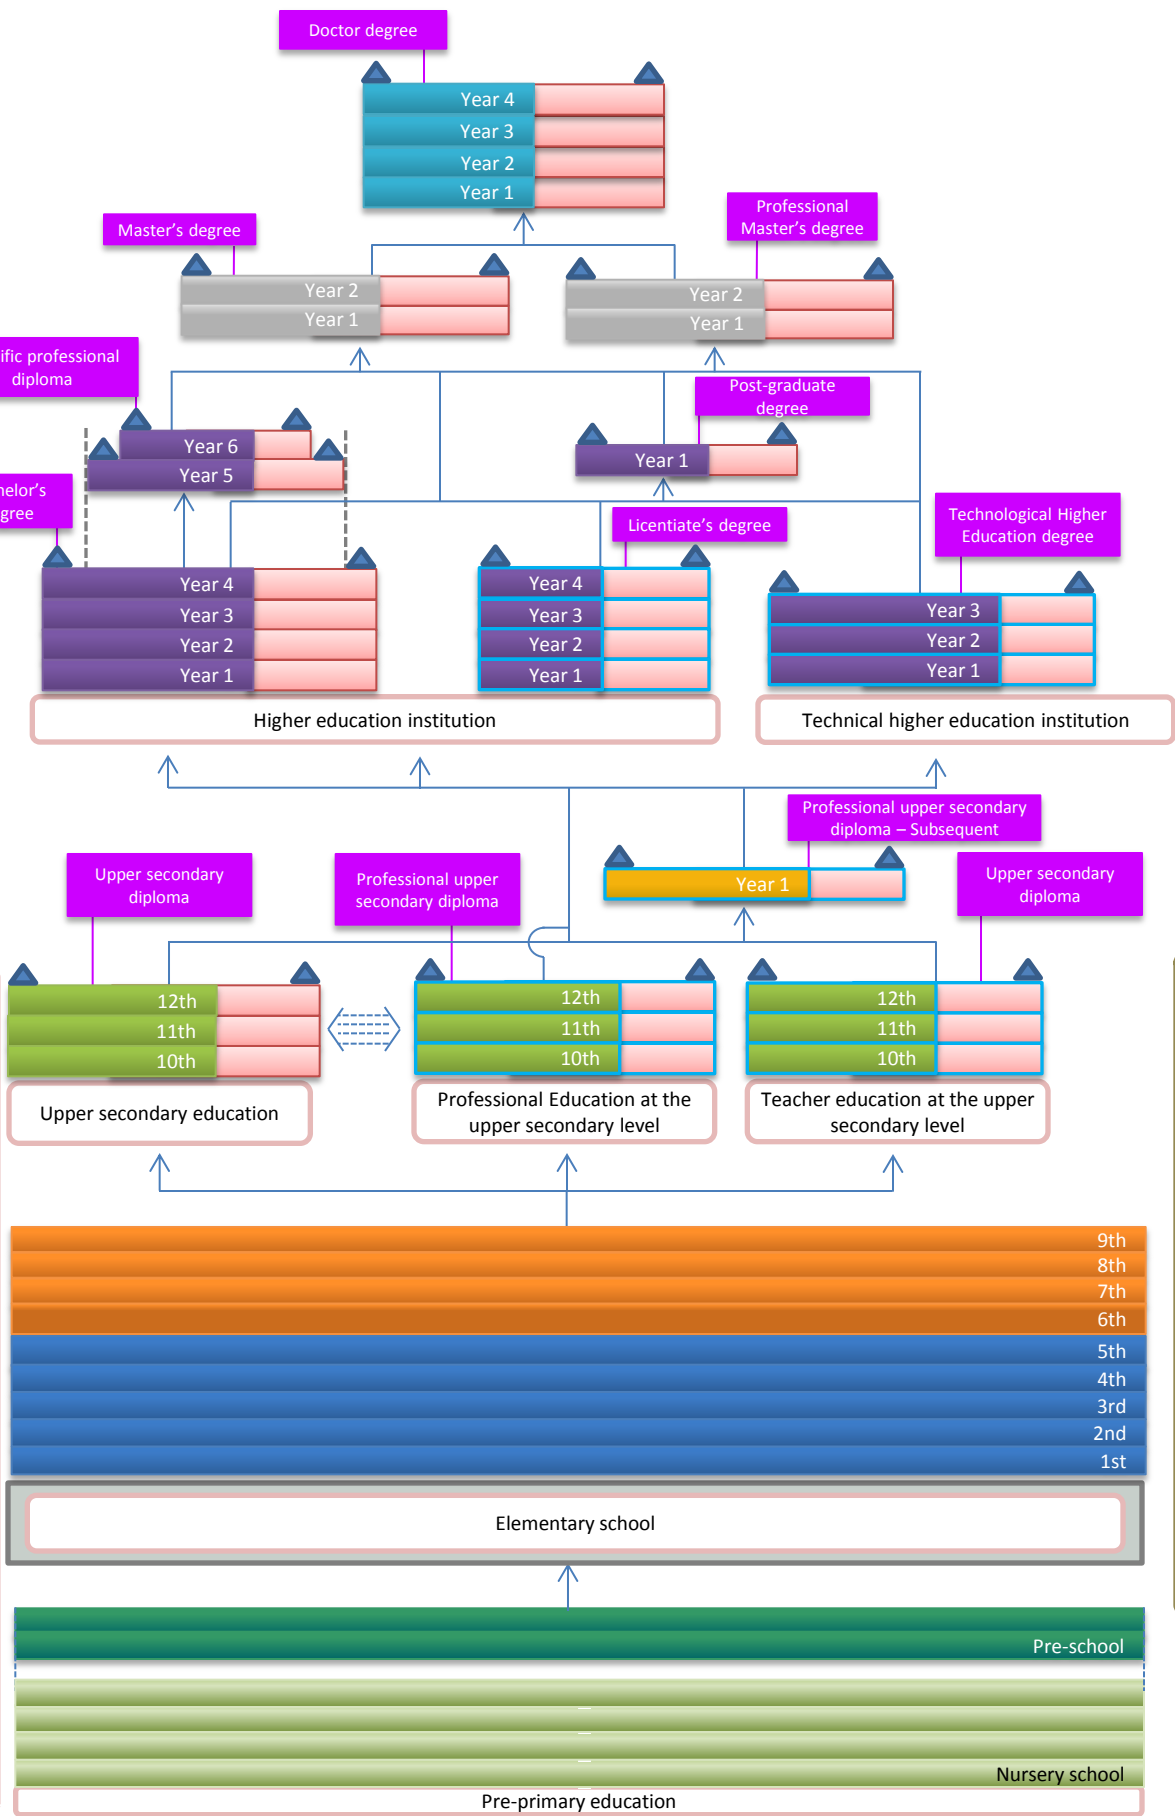 Doctor degree
Year 4
Year 3
Year 2
Year 1
Professional
Master's degree
Master's degree
Year 2
Year 1
Year 2
Year 1
professional
diploma
Post-graduate
degree
Year 6
Year 5
Year 1
Licentiate's degree
Technological Higher
Education degree
Year 4
Year 3
Year 2
Year 1
Year 4
Year 3
Year 2
Year 1
Year 3
Year 2
Year 1
Higher education institution
Technical higher education institution
Professional upper secondary
diploma – Subsequent
Year 1
Upper secondary
diploma
Professional upper
secondary diploma
Upper secondary
diploma
12th
11th
10th
12th
11th
10th
12th
11th
10th
Upper secondary education
Professional Education at the
upper secondary level
Teacher education at the upper
secondary level
9th
8th
7th
6th
5th
4th
3rd
2nd
1st
Elementary school
Pre-school
Nursery school
Pre-primary education